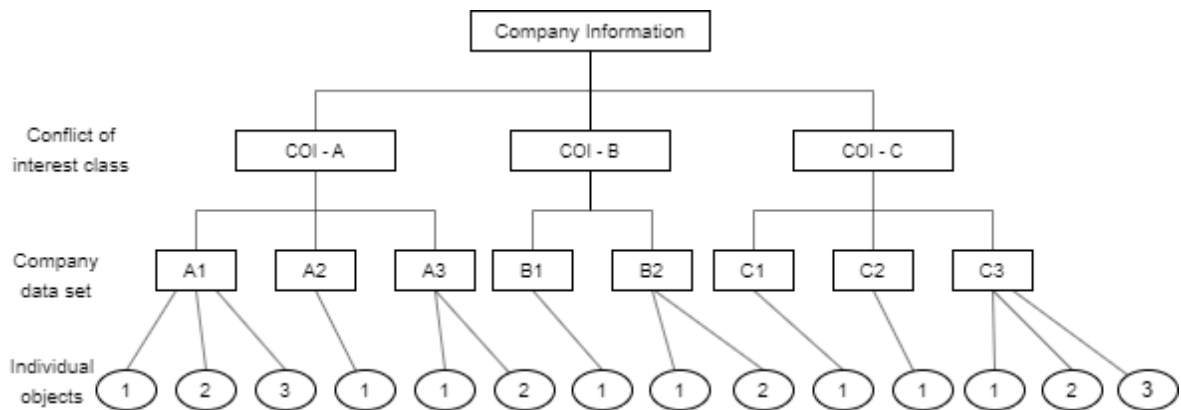 Company Information
Conflict of
interest class
COI - A
COI - B
COI - C
Company
data set
A1
A2
A3
B1
B2
C1
C2
C3
Individual
objects
1
2
3
1
1
2
1
1
2
1
1
1
2
3